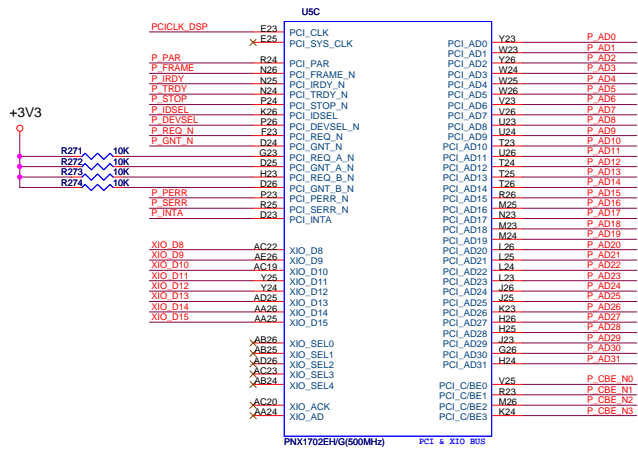 U5C
PCICLK_DSP E23 PCI_CLK
E25 PCI_SYS_CLK
P_PAR R24 PCI_PAR
P_FRAME N26 PCI_FRAME_N
P_IRDY N25 PCI_IRDY_N
P_TRDY N24 PCI_TRDY_N
P_STOP P24 PCI_STOP_N
P_IDSEL K26 PCI_IDSEL
P_DEVSEL P26 PCI_DEVSEL_N
P_REQ_N F23 PCI_REQ_N
P_GNT_N D24 PCI_GNT_N
+3V3
R271 10K G23 PCI_REQ_A_N
R272 10K D25 PCI_GNT_A_N
R273 10K H23 PCI_REQ_B_N
R274 10K D26 PCI_GNT_B_N
P_PERR P23 PCI_PERR_N
P_SERR R25 PCI_SERR_N
P_INTA D23 PCI_INTA
XIO_D8 AC22 XIO_D8
XIO_D9 AE26 XIO_D9
XIO_D10 AC19 XIO_D10
XIO_D11 Y25 XIO_D11
XIO_D12 Y24 XIO_D12
XIO_D13 AD25 XIO_D13
XIO_D14 AA26 XIO_D14
XIO_D15 AA25 XIO_D15
AB26 XIO_SEL0
AB25 XIO_SEL1
AD26 XIO_SEL2
AC23 XIO_SEL3
AB24 XIO_SEL4
AC20 XIO_ACK
AA24 XIO_AD
PCI_AD0 Y23 P_AD0
PCI_AD1 W23 P_AD1
PCI_AD2 Y26 P_AD2
PCI_AD3 W24 P_AD3
PCI_AD4 W25 P_AD4
PCI_AD5 W26 P_AD5
PCI_AD6 V23 P_AD6
PCI_AD7 V26 P_AD7
PCI_AD8 U23 P_AD8
PCI_AD9 U24 P_AD9
PCI_AD10 T23 P_AD10
PCI_AD11 U26 P_AD11
PCI_AD12 T24 P_AD12
PCI_AD13 T25 P_AD13
PCI_AD14 T26 P_AD14
PCI_AD15 R26 P_AD15
PCI_AD16 M25 P_AD16
PCI_AD17 N23 P_AD17
PCI_AD18 M23 P_AD18
PCI_AD19 M24 P_AD19
PCI_AD20 L26 P_AD20
PCI_AD21 L25 P_AD21
PCI_AD22 L24 P_AD22
PCI_AD23 L23 P_AD23
PCI_AD24 J26 P_AD24
PCI_AD25 J25 P_AD25
PCI_AD26 K23 P_AD26
PCI_AD27 H26 P_AD27
PCI_AD28 H25 P_AD28
PCI_AD29 J23 P_AD29
PCI_AD30 G26 P_AD30
PCI_AD31 H24 P_AD31
PCI_C/BE0 V25 P_CBE_N0
PCI_C/BE1 R23 P_CBE_N1
PCI_C/BE2 M26 P_CBE_N2
PCI_C/BE3 K24 P_CBE_N3
PNX1702EH/G(500MHz) PCI & XIO BUS